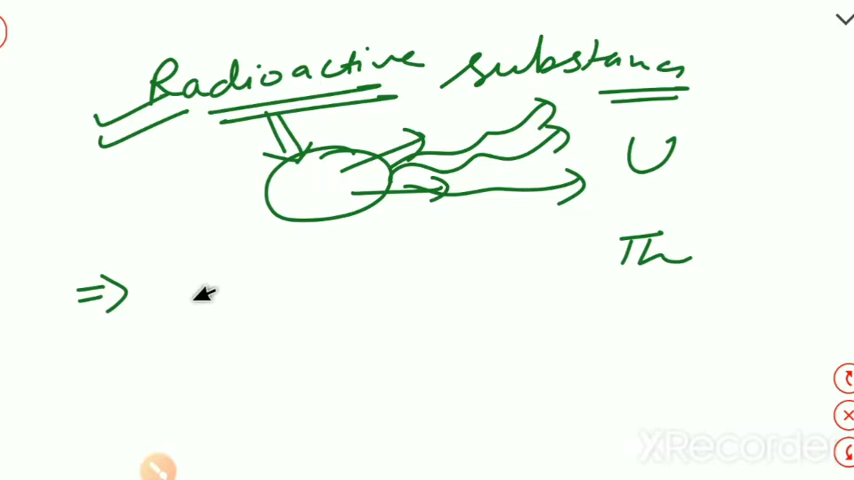 Radioactive substance
U
Th
⇒
XRecorder